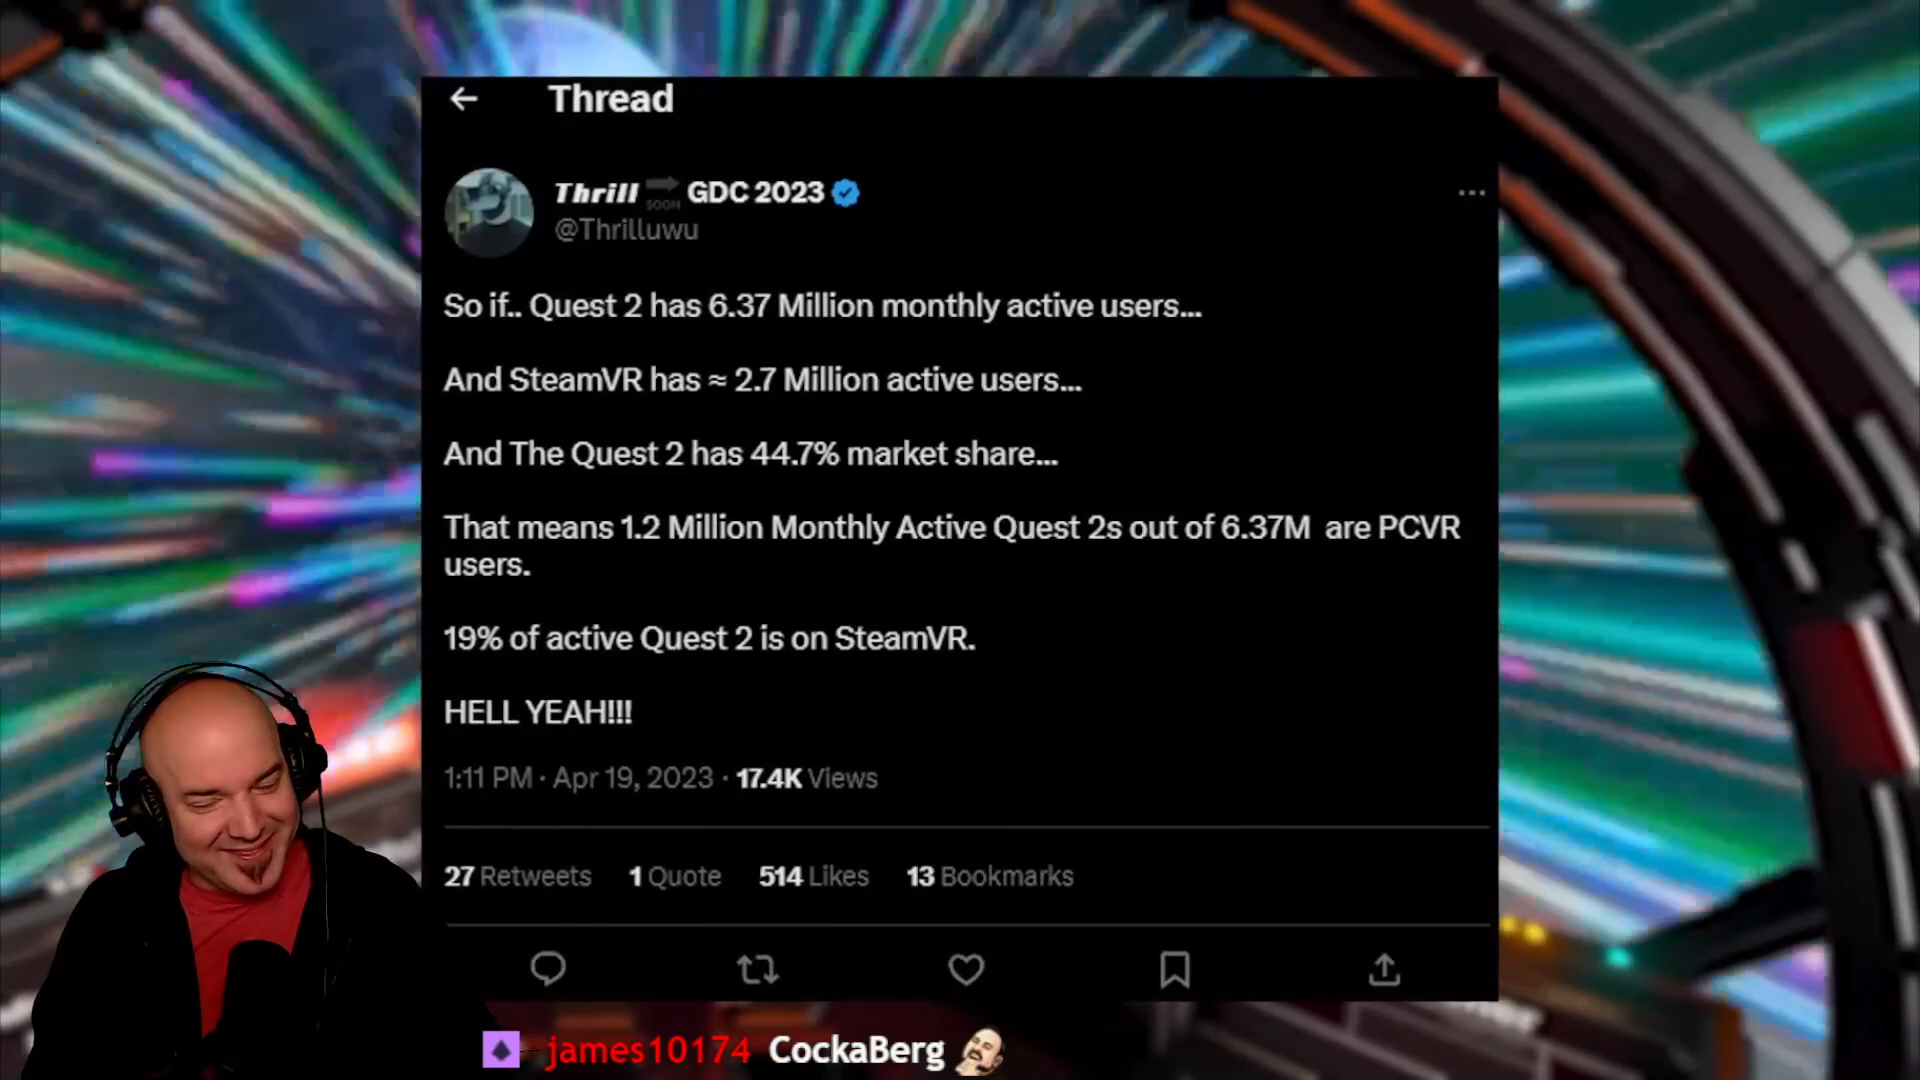 Thread
Thrill SOON GDC 2023
@Thrilluwu
So if.. Quest 2 has 6.37 Million monthly active users...
And SteamVR has ≈ 2.7 Million active users...
And The Quest 2 has 44.7% market share...
That means 1.2 Million Monthly Active Quest 2s out of 6.37M are PCVR
users.
19% of active Quest 2 is on SteamVR.
HELL YEAH!!!
1:11 PM · Apr 19, 2023 · 17.4K Views
27 Retweets 1 Quote 514 Likes 13 Bookmarks
james10174 CockaBerg